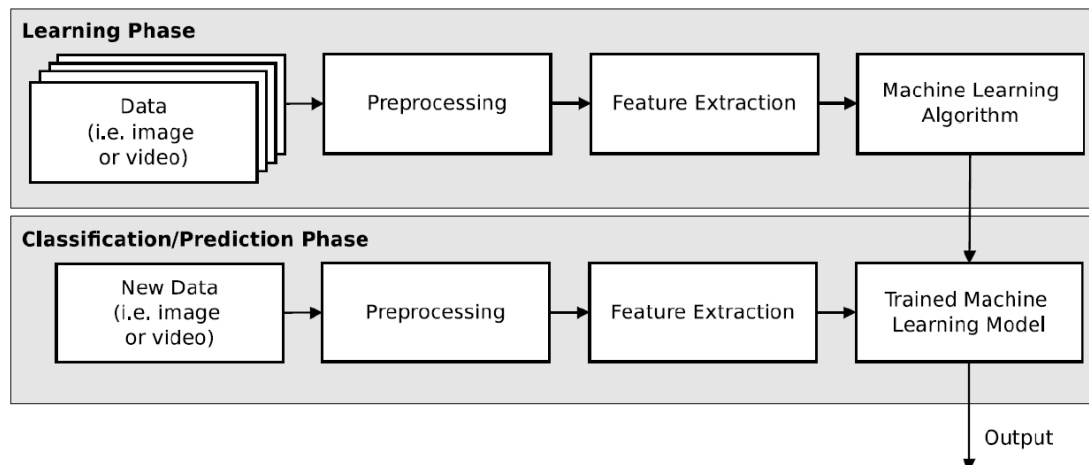 Learning Phase
Data
(i.e. image
or video)
Preprocessing
Feature Extraction
Machine Learning
Algorithm
Classification/Prediction Phase
New Data
(i.e. image
or video)
Preprocessing
Feature Extraction
Trained Machine
Learning Model
Output